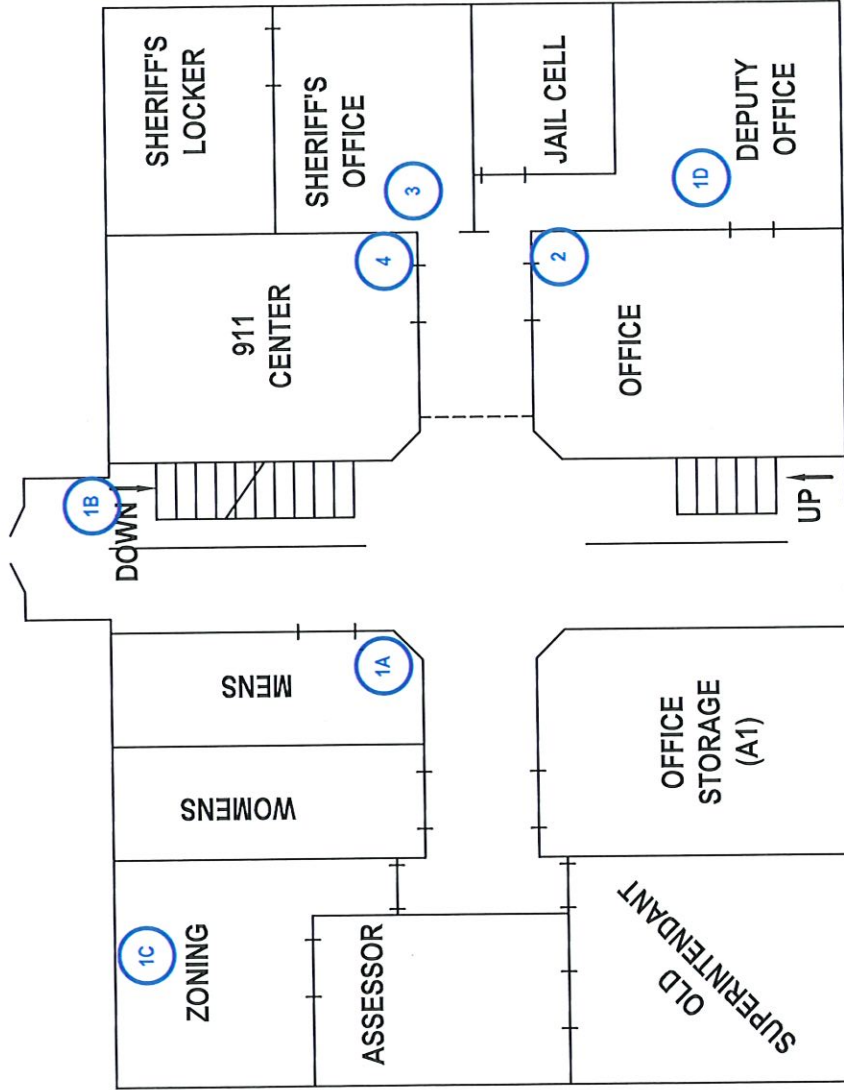 SHERIFF'S
LOCKER
SHERIFF'S
OFFICE
JAIL CELL
DEPUTY
OFFICE
1D
3
4
2
911
CENTER
OFFICE
1B
DOWN
UP
MENS
1A
WOMENS
OFFICE
STORAGE
(A1)
1C
ZONING
ASSESSOR
OLD
SUPERINTENDANT